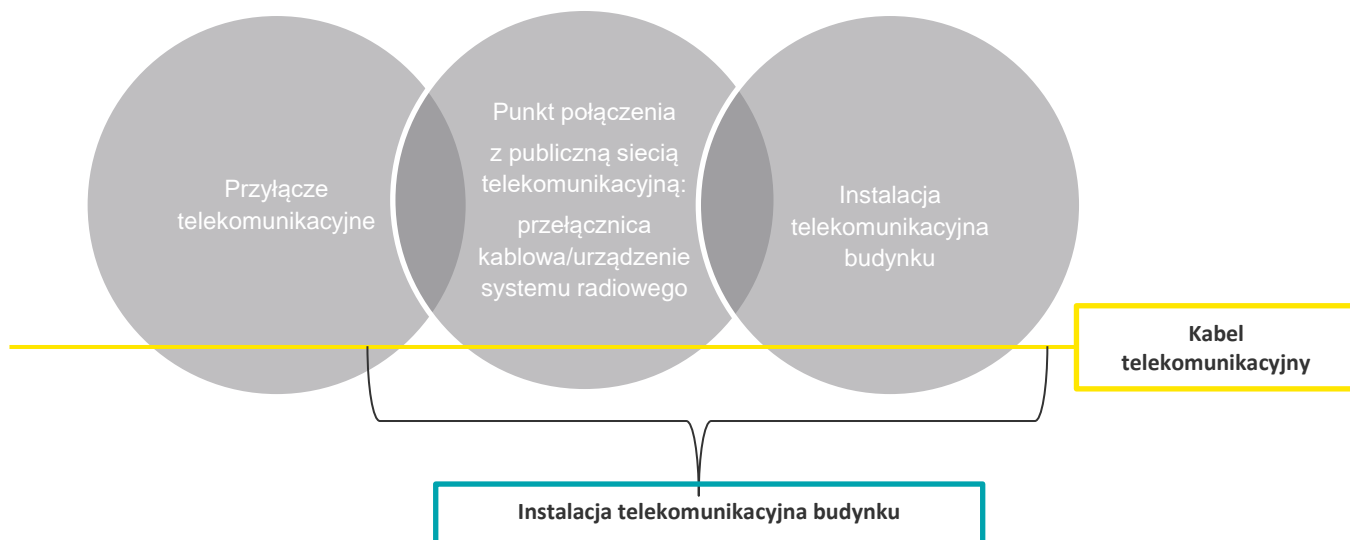 Przyłącze
telekomunikacyjne
Punkt połączenia
z publiczną siecią
telekomunikacyjną:
przełącznica
kablowa/urządzenie
systemu radiowego
Instalacja
telekomunikacyjna
budynku
Kabel
telekomunikacyjny
Instalacja telekomunikacyjna budynku